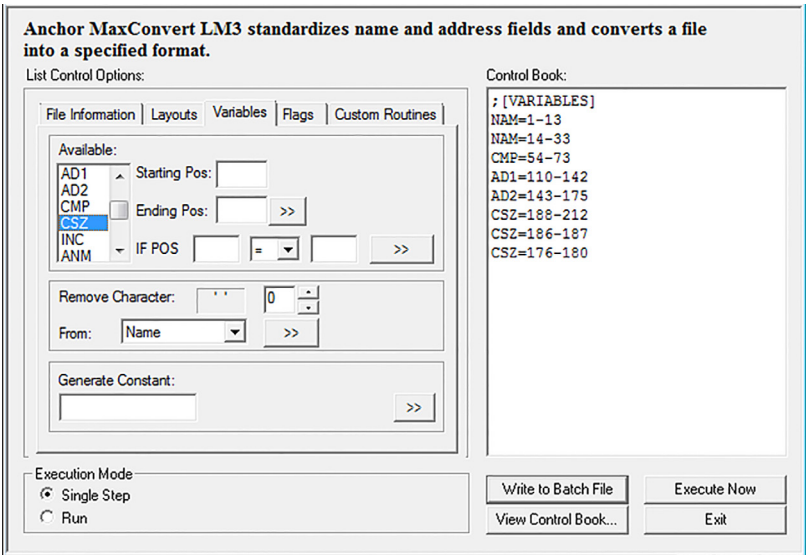 Anchor MaxConvert LM3 standardizes name and address fields and converts a file
into a specified format.
List Control Options:
File Information
Layouts
Variables
Flags
Custom Routines
Available:
AD1
AD2
CMP
CSZ
INC
ANM
Starting Pos:
Ending Pos:
>>
IF POS
=
>>
Remove Character:
' '
0
From:
Name
>>
Generate Constant:
>>
Execution Mode
Single Step
Run
Control Book:
;[VARIABLES]
NAM=1-13
NAM=14-33
CMP=54-73
AD1=110-142
AD2=143-175
CSZ=188-212
CSZ=186-187
CSZ=176-180
Write to Batch File
Execute Now
View Control Book...
Exit